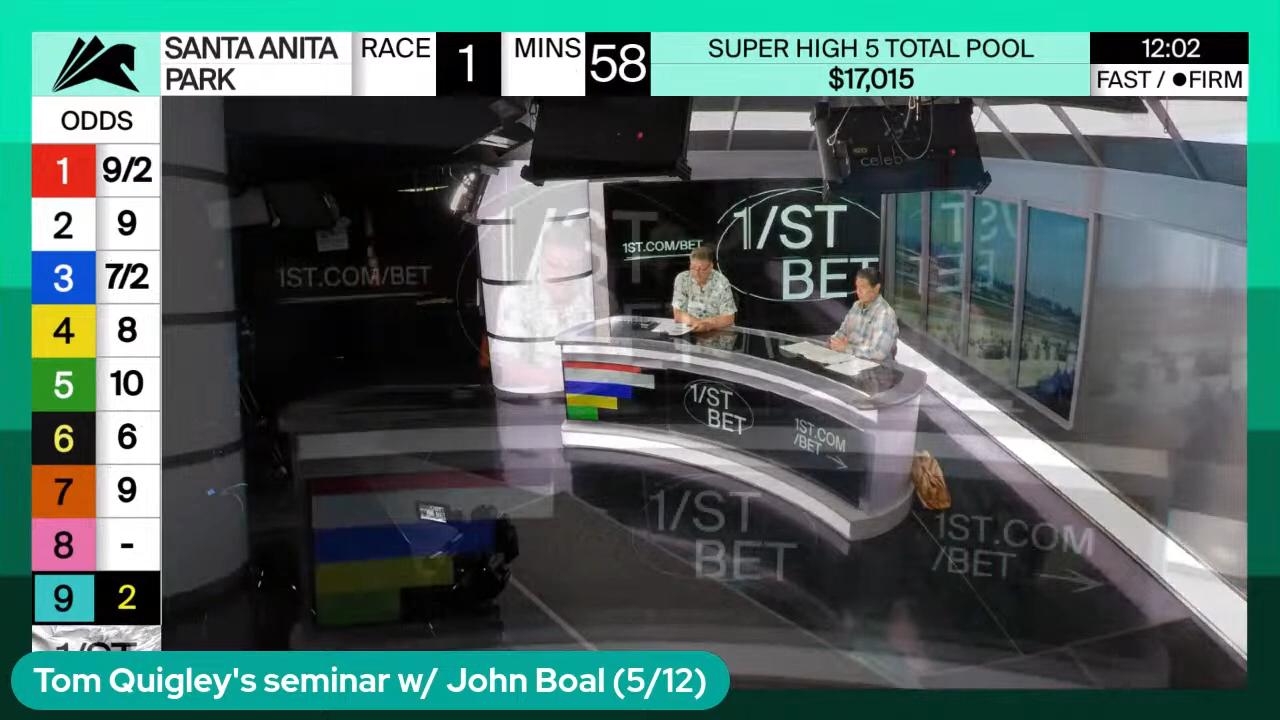 SANTA ANITA
PARK
RACE 1
MINS 58
SUPER HIGH 5 TOTAL POOL
$17,015
12:02
FAST / ●FIRM
ODDS
1 9/2
2 9
3 7/2
4 8
5 10
6 6
7 9
8 -
9 2
1/ST
celeb
1/ST
BET
1ST.COM/BET
1ST.COM/BET
1/ST
BET
1ST.COM
/BET
1/ST
BET
1ST.COM
/BET
Tom Quigley's seminar w/ John Boal (5/12)